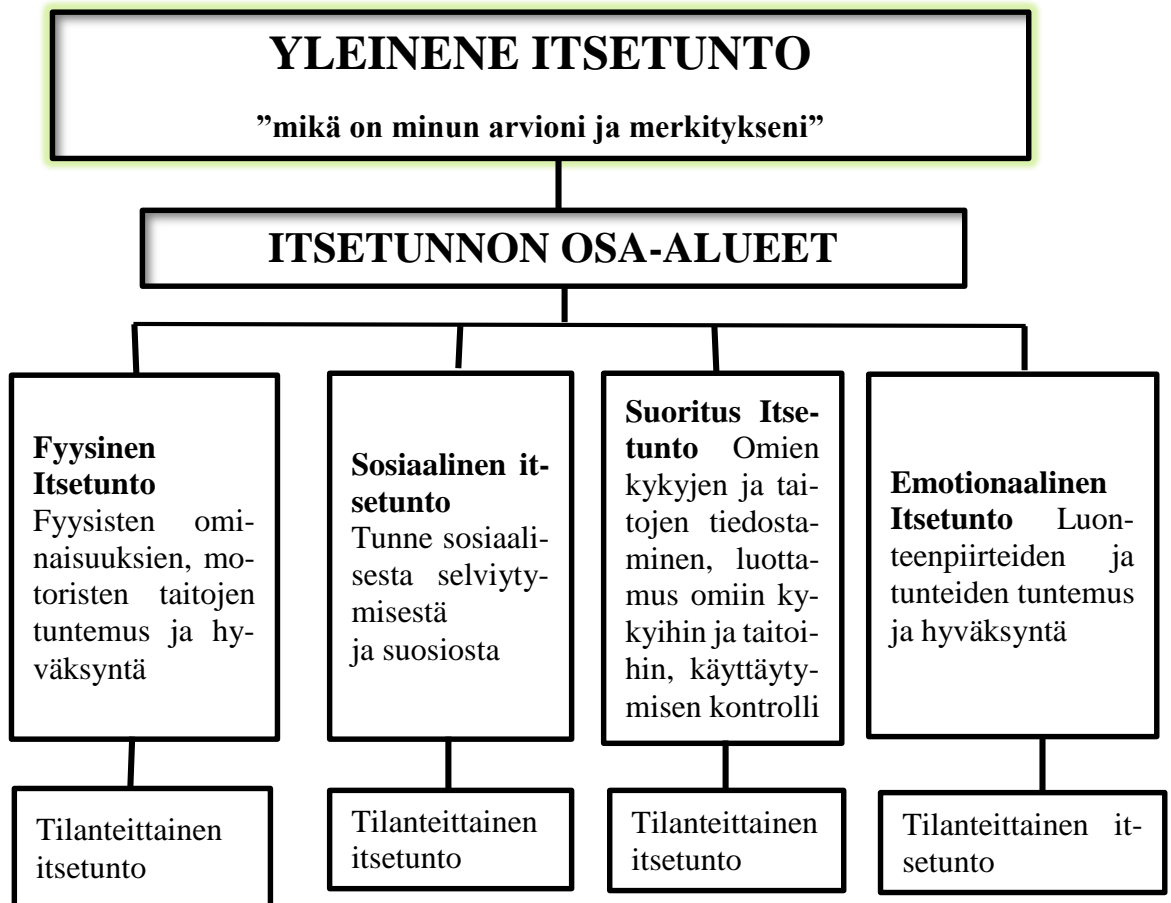 YLEINENE ITSETUNTO
”mikä on minun arvioni ja merkitykseni”
ITSETUNNON OSA-ALUEET
Fyysinen
Itsetunto
Fyysisten omi-
naisuuksien, mo-
toristen taitojen
tuntemus ja hy-
väksyntä
Sosiaalinen it-
setunto
Tunne sosiaali-
sesta selviyty-
misestä
ja suosiosta
Suoritus Itse-
tunto Omien
kykyjen ja tai-
tojen tiedosta-
minen, luotta-
mus omiin ky-
kyihin ja taitoi-
hin, käyttäyty-
misen kontrolli
Emotionaalinen
Itsetunto Luon-
teenpiirteiden ja
tunteiden tuntemus
ja hyväksyntä
Tilanteittainen
itsetunto
Tilanteittainen
itsetunto
Tilanteittainen
itsetunto
Tilanteittainen it-
setunto